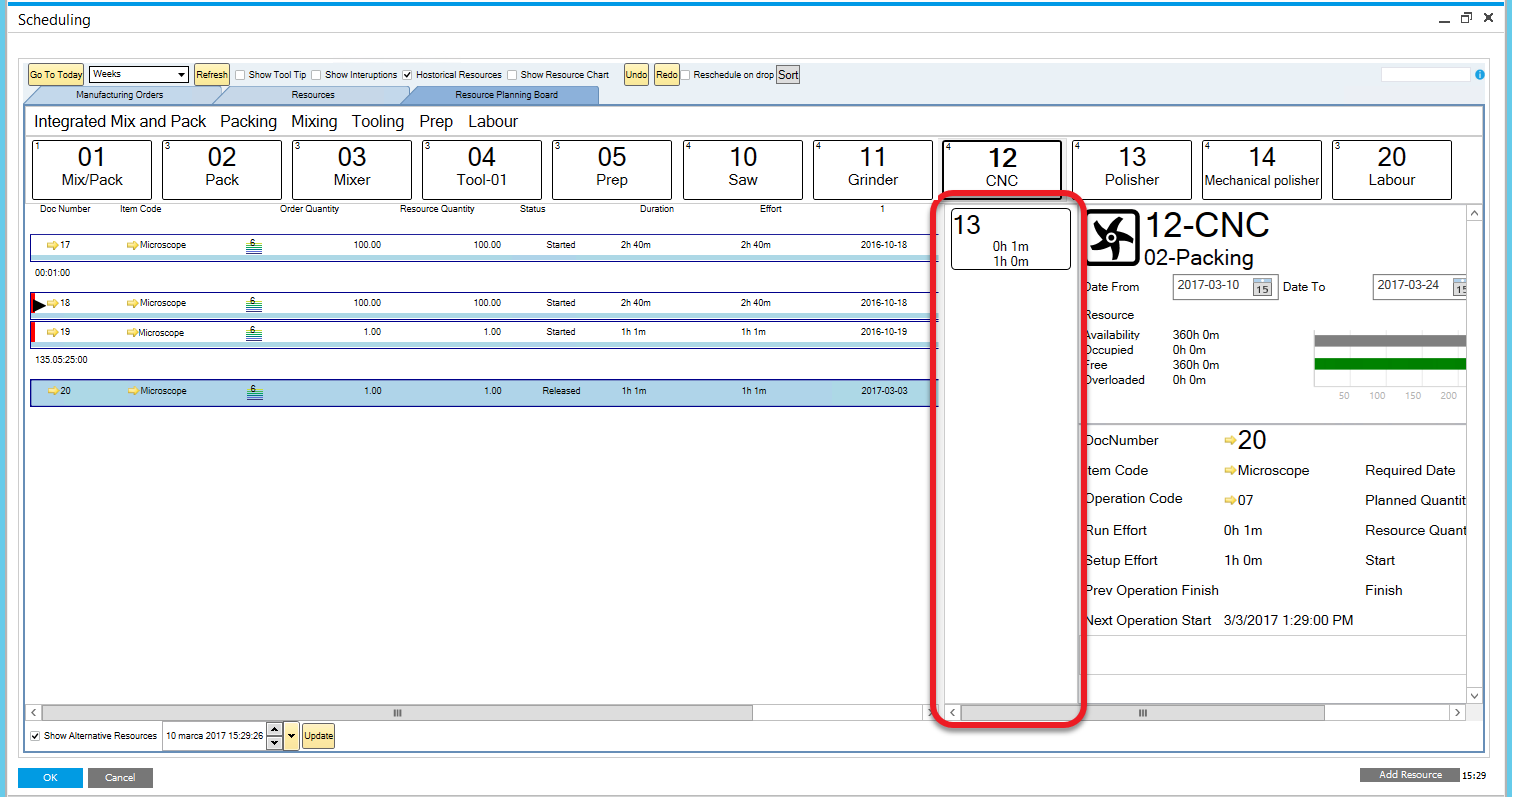 Scheduling
Go To Today Weeks Refresh Show Tool Tip Show Interuptions Hostorical Resources Show Resource Chart Undo Redo Reschedule on drop Sort
Manufacturing Orders Resources Resource Planning Board
Integrated Mix and Pack Packing Mixing Tooling Prep Labour
1 01 3 02 3 03 3 04 3 05 4 10 4 11 4 12 4 13 4 14 3 20
Mix/Pack Pack Mixer Tool-01 Prep Saw Grinder CNC Polisher Mechanical polisher Labour
Doc Number Item Code Order Quantity Resource Quantity Status Duration Effort 1
17 Microscope 6 100.00 100.00 Started 2h 40m 2h 40m 2016-10-18
00:01:00
18 Microscope 6 100.00 100.00 Started 2h 40m 2h 40m 2016-10-18
19 Microscope 6 1.00 1.00 Started 1h 1m 1h 1m 2016-10-19
135.05:25:00
20 Microscope 6 1.00 1.00 Released 1h 1m 1h 1m 2017-03-03
13
0h 1m
1h 0m
12-CNC
02-Packing
Date From 2017-03-10 15 Date To 2017-03-24 15
Resource
Availability 360h 0m
Occupied 0h 0m
Free 360h 0m
Overloaded 0h 0m
50 100 150 200
DocNumber 20
Item Code Microscope Required Date
Operation Code 07 Planned Quantit
Run Effort 0h 1m Resource Quant
Setup Effort 1h 0m Start
Prev Operation Finish Finish
Next Operation Start 3/3/2017 1:29:00 PM
Show Alternative Resources 10 marca 2017 15:29:26 Update
OK Cancel Add Resource 15:29